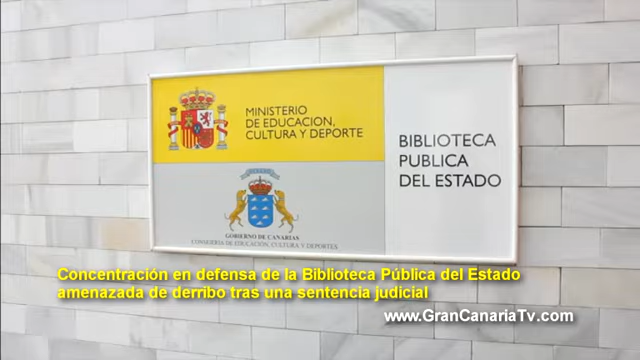 MINISTERIO
DE EDUCACION,
CULTURA Y DEPORTE
BIBLIOTECA
PUBLICA
DEL ESTADO
GOBIERNO DE CANARIAS
CONSEJERIA DE EDUCACIÓN, CULTURA Y DEPORTES
Concentración en defensa de la Biblioteca Pública del Estado
amenazada de derribo tras una sentencia judicial
www.GranCanariaTv.com